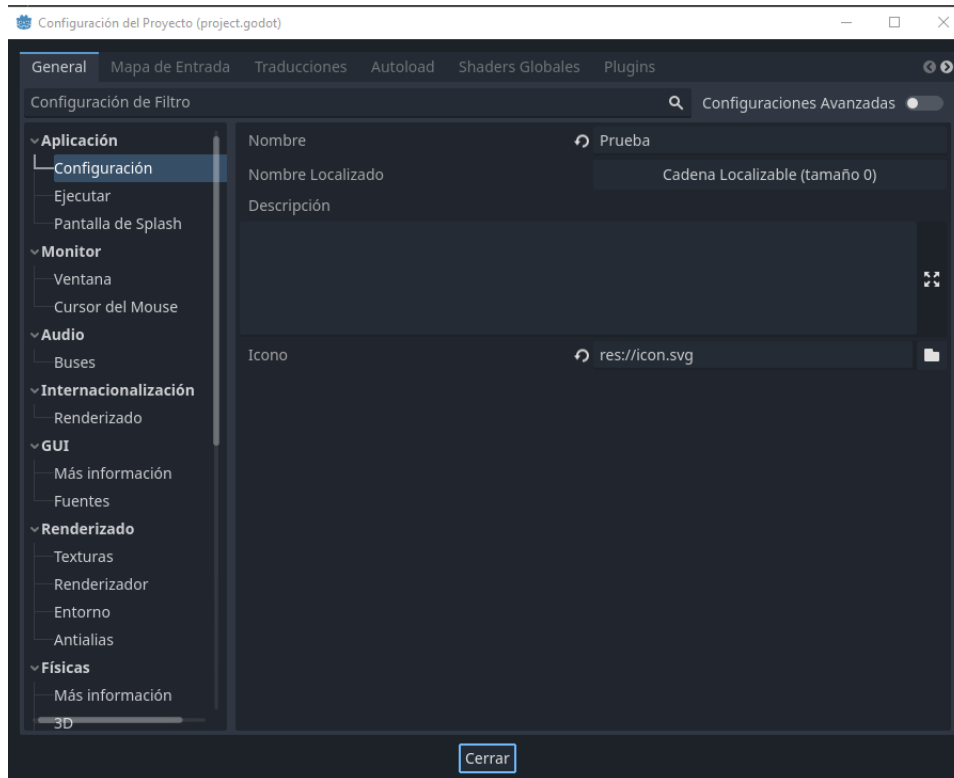 Configuración del Proyecto (project.godot)
General Mapa de Entrada Traducciones Autoload Shaders Globales Plugins
Configuración de Filtro Configuraciones Avanzadas
Aplicación
Configuración
Ejecutar
Pantalla de Splash
Monitor
Ventana
Cursor del Mouse
Audio
Buses
Internacionalización
Renderizado
GUI
Más información
Fuentes
Renderizado
Texturas
Renderizador
Entorno
Antialias
Físicas
Más información
3D
Nombre Prueba
Nombre Localizado Cadena Localizable (tamaño 0)
Descripción
Icono res://icon.svg
Cerrar